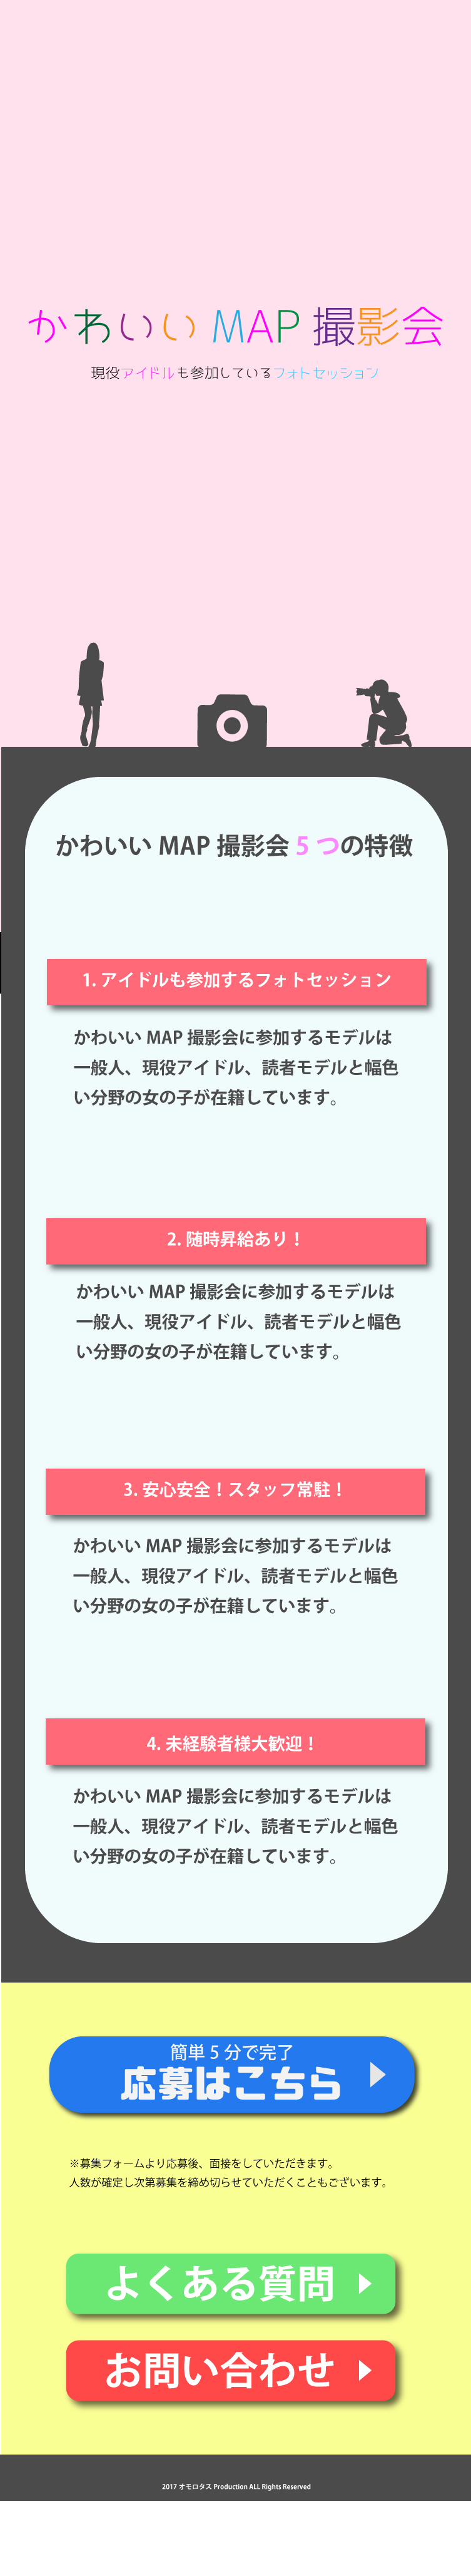 かわいい MAP 撮影会
現役アイドルも参加しているフォトセッション
かわいい MAP 撮影会 5 つの特徴
1. アイドルも参加するフォトセッション
かわいい MAP 撮影会に参加するモデルは
一般人、現役アイドル、読者モデルと幅色
い分野の女の子が在籍しています。
2. 随時昇給あり！
かわいい MAP 撮影会に参加するモデルは
一般人、現役アイドル、読者モデルと幅色
い分野の女の子が在籍しています。
3. 安心安全！スタッフ常駐！
かわいい MAP 撮影会に参加するモデルは
一般人、現役アイドル、読者モデルと幅色
い分野の女の子が在籍しています。
4. 未経験者様大歓迎！
かわいい MAP 撮影会に参加するモデルは
一般人、現役アイドル、読者モデルと幅色
い分野の女の子が在籍しています。
簡単 5 分で完了
応募はこちら
※募集フォームより応募後、面接をしていただきます。
人数が確定し次第募集を締め切らせていただくこともございます。
よくある質問
お問い合わせ
2017 オモロタス Production ALL Rights Reserved